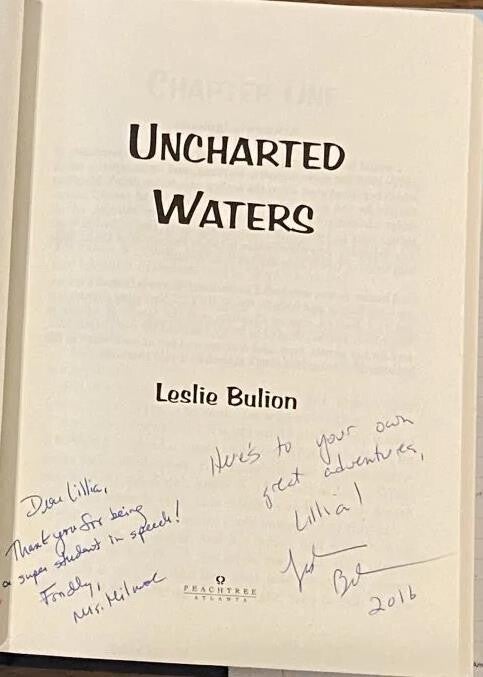 UNCHARTED
WATERS
Leslie Bulion
Here's to your own
great adventures,
Lillia!
2016
Dear Lillia,
Thank you for being
a super student in speech!
Fondly,
Mrs.
PEACHTREE
ATLANTA